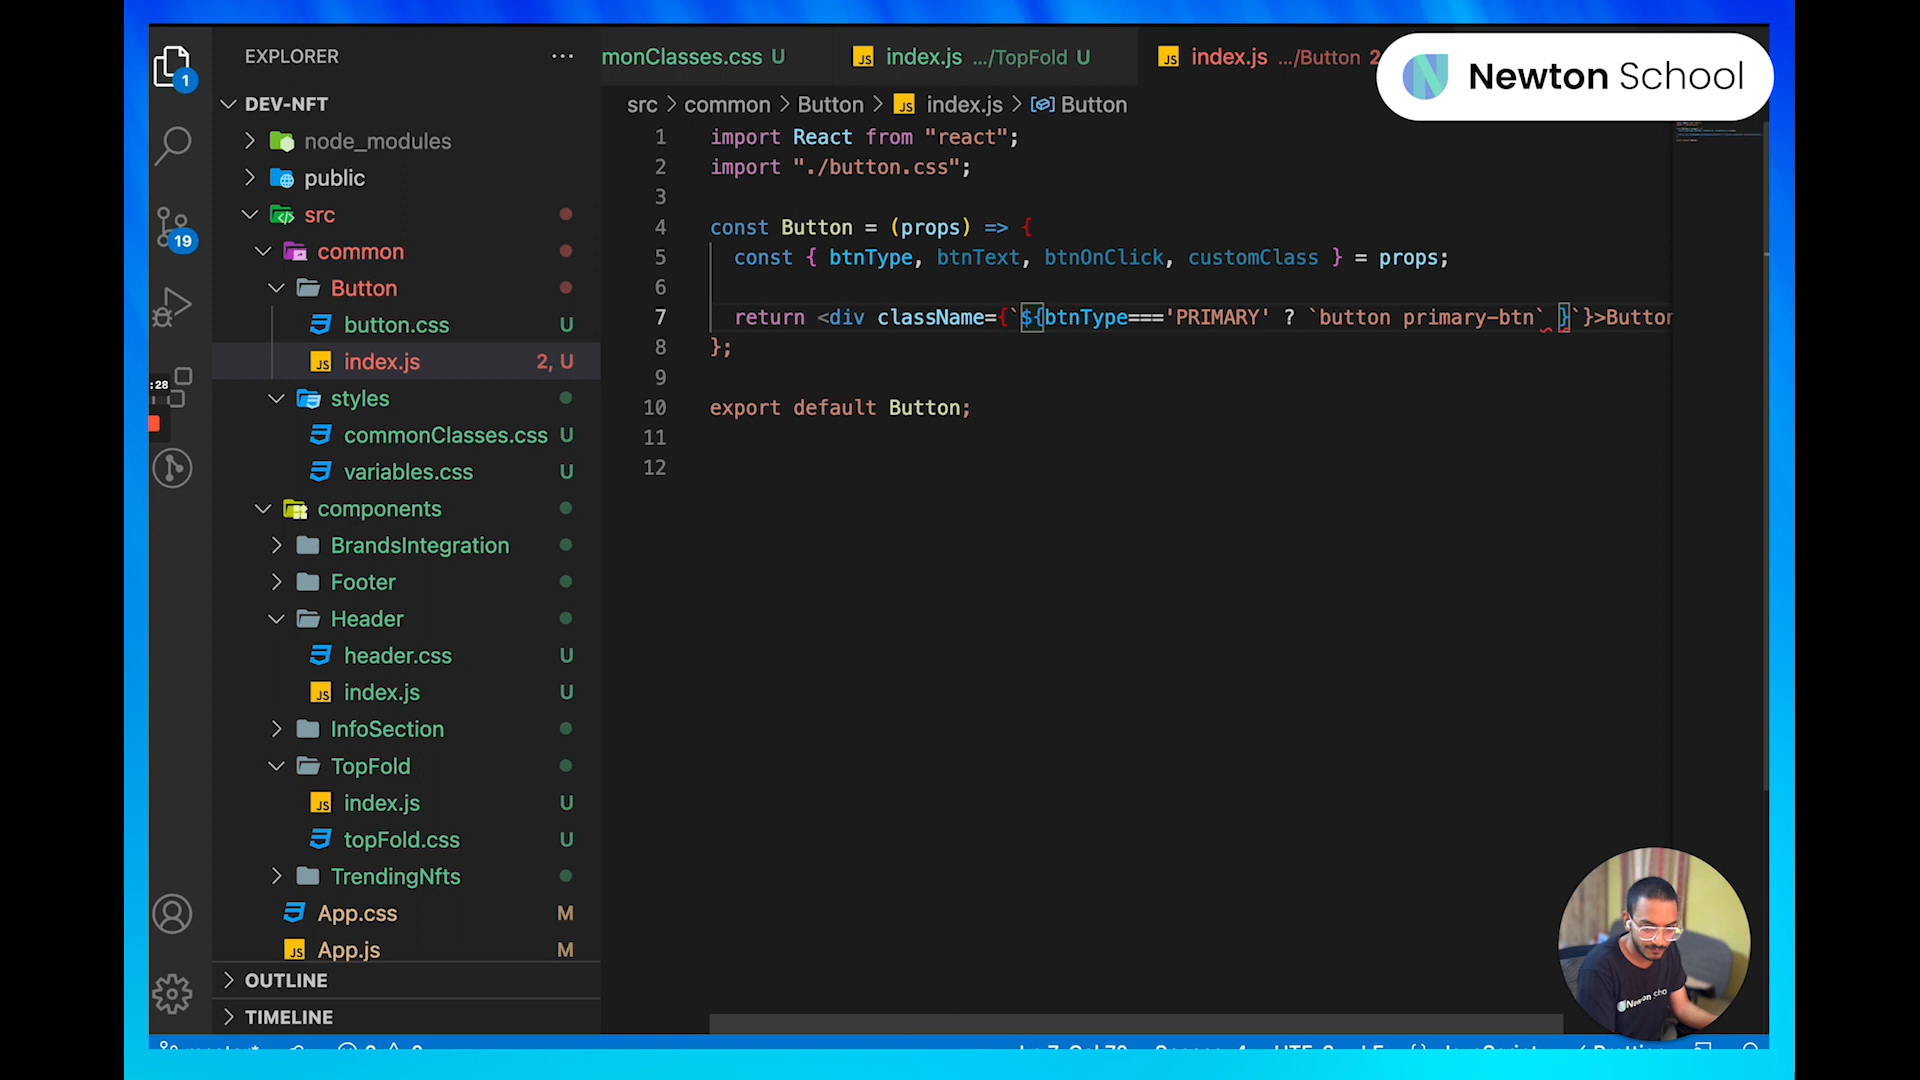 EXPLORER
1
DEV-NFT
node_modules
public
src
common
Button
button.css U
index.js 2, U
styles
commonClasses.css U
variables.css U
components
BrandsIntegration
Footer
Header
header.css U
index.js U
InfoSection
TopFold
index.js U
topFold.css U
TrendingNfts
App.css M
App.js M
OUTLINE
TIMELINE
19
:28
monClasses.css U
index.js .../TopFold U
index.js .../Button 2
Newton School
src > common > Button > index.js > Button
1 import React from "react";
2 import "./button.css";
3
4 const Button = (props) => {
5 const { btnType, btnText, btnOnClick, customClass } = props;
6
7 return <div className={`${btnType==='PRIMARY' ? `button primary-btn` }`}>Button
8 };
9
10 export default Button;
11
12